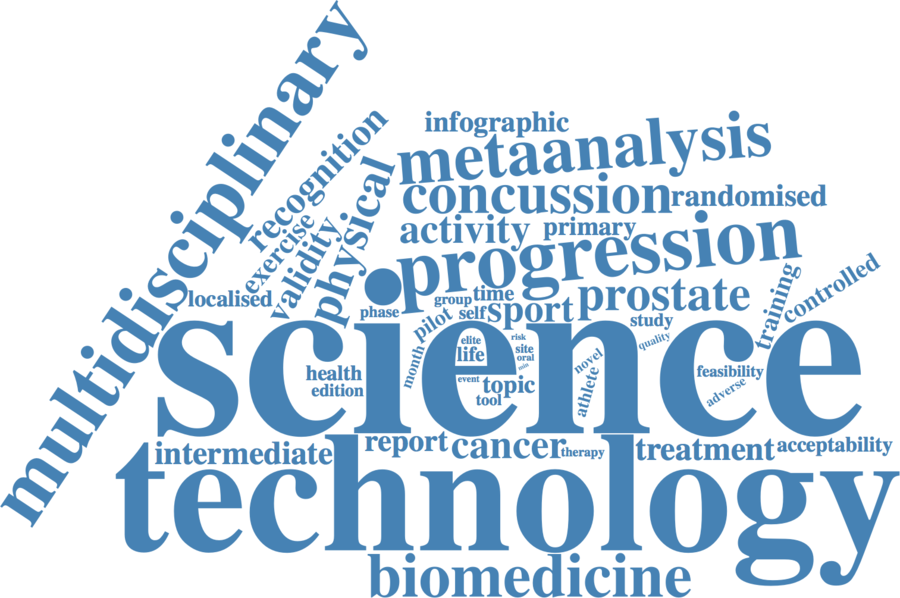 multidisciplinary
infographic
metaanalysis
recognition
concussion
randomised
physical
exercise
activity
primary
validity
progression
localised
group
time
prostate
training
controlled
phase
pilot
self
sport
study
science
elite
risk
quality
month
life
site
oral
min
novel
health
edition
event
topic
tool
athlete
feasibility
adverse
intermediate
report
cancer
therapy
treatment
acceptability
technology
biomedicine